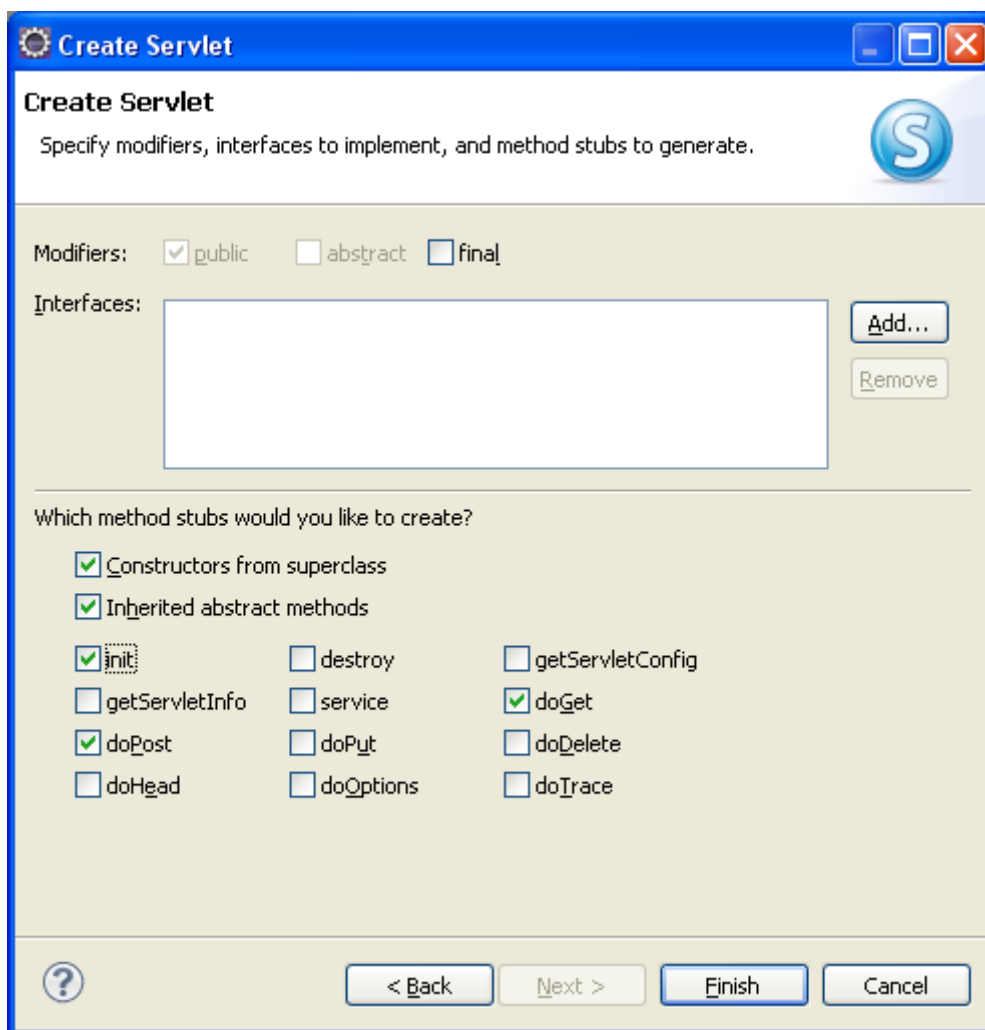 Create Servlet
Create Servlet
Specify modifiers, interfaces to implement, and method stubs to generate.
S
Modifiers: public abstract final
Interfaces:
Add...
Remove
Which method stubs would you like to create?
Constructors from superclass
Inherited abstract methods
init destroy getServletConfig
getServletInfo service doGet
doPost doPut doDelete
doHead doOptions doTrace
? < Back Next > Finish Cancel